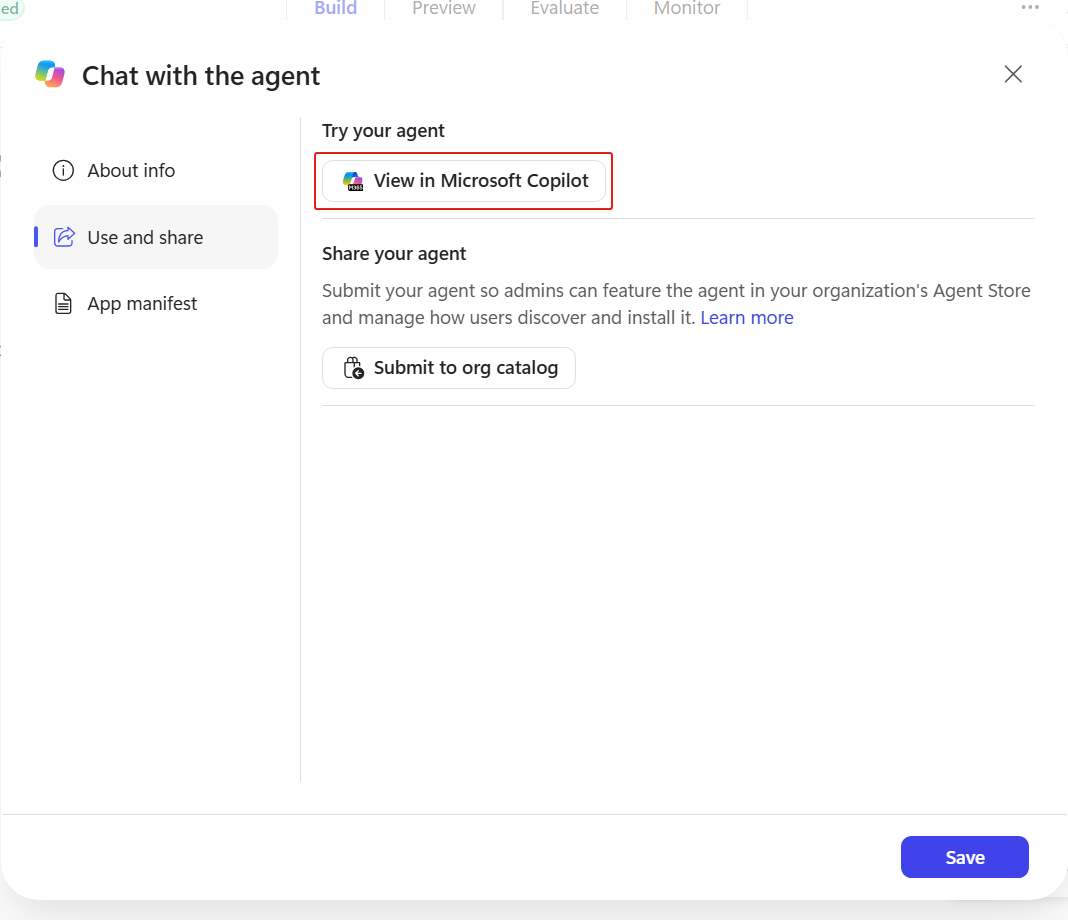 ed
Build
Preview
Evaluate
Monitor
Chat with the agent
About info
Use and share
App manifest
Try your agent
M365
View in Microsoft Copilot
Share your agent
Submit your agent so admins can feature the agent in your organization's Agent Store
and manage how users discover and install it. Learn more
Submit to org catalog
Save